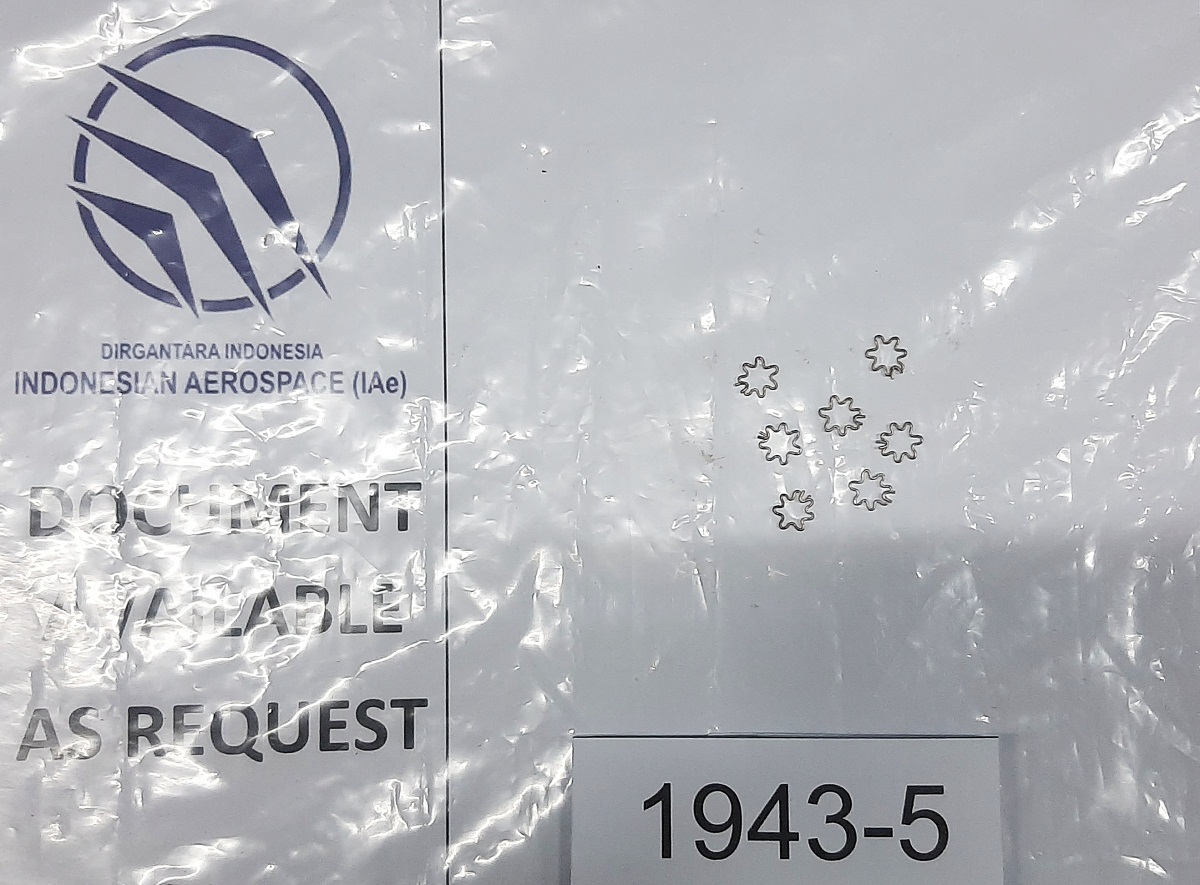 DIRGANTARA INDONESIA
INDONESIAN AEROSPACE (IAe)
DOCUMENT
AVAILABLE
AS REQUEST
1943-5